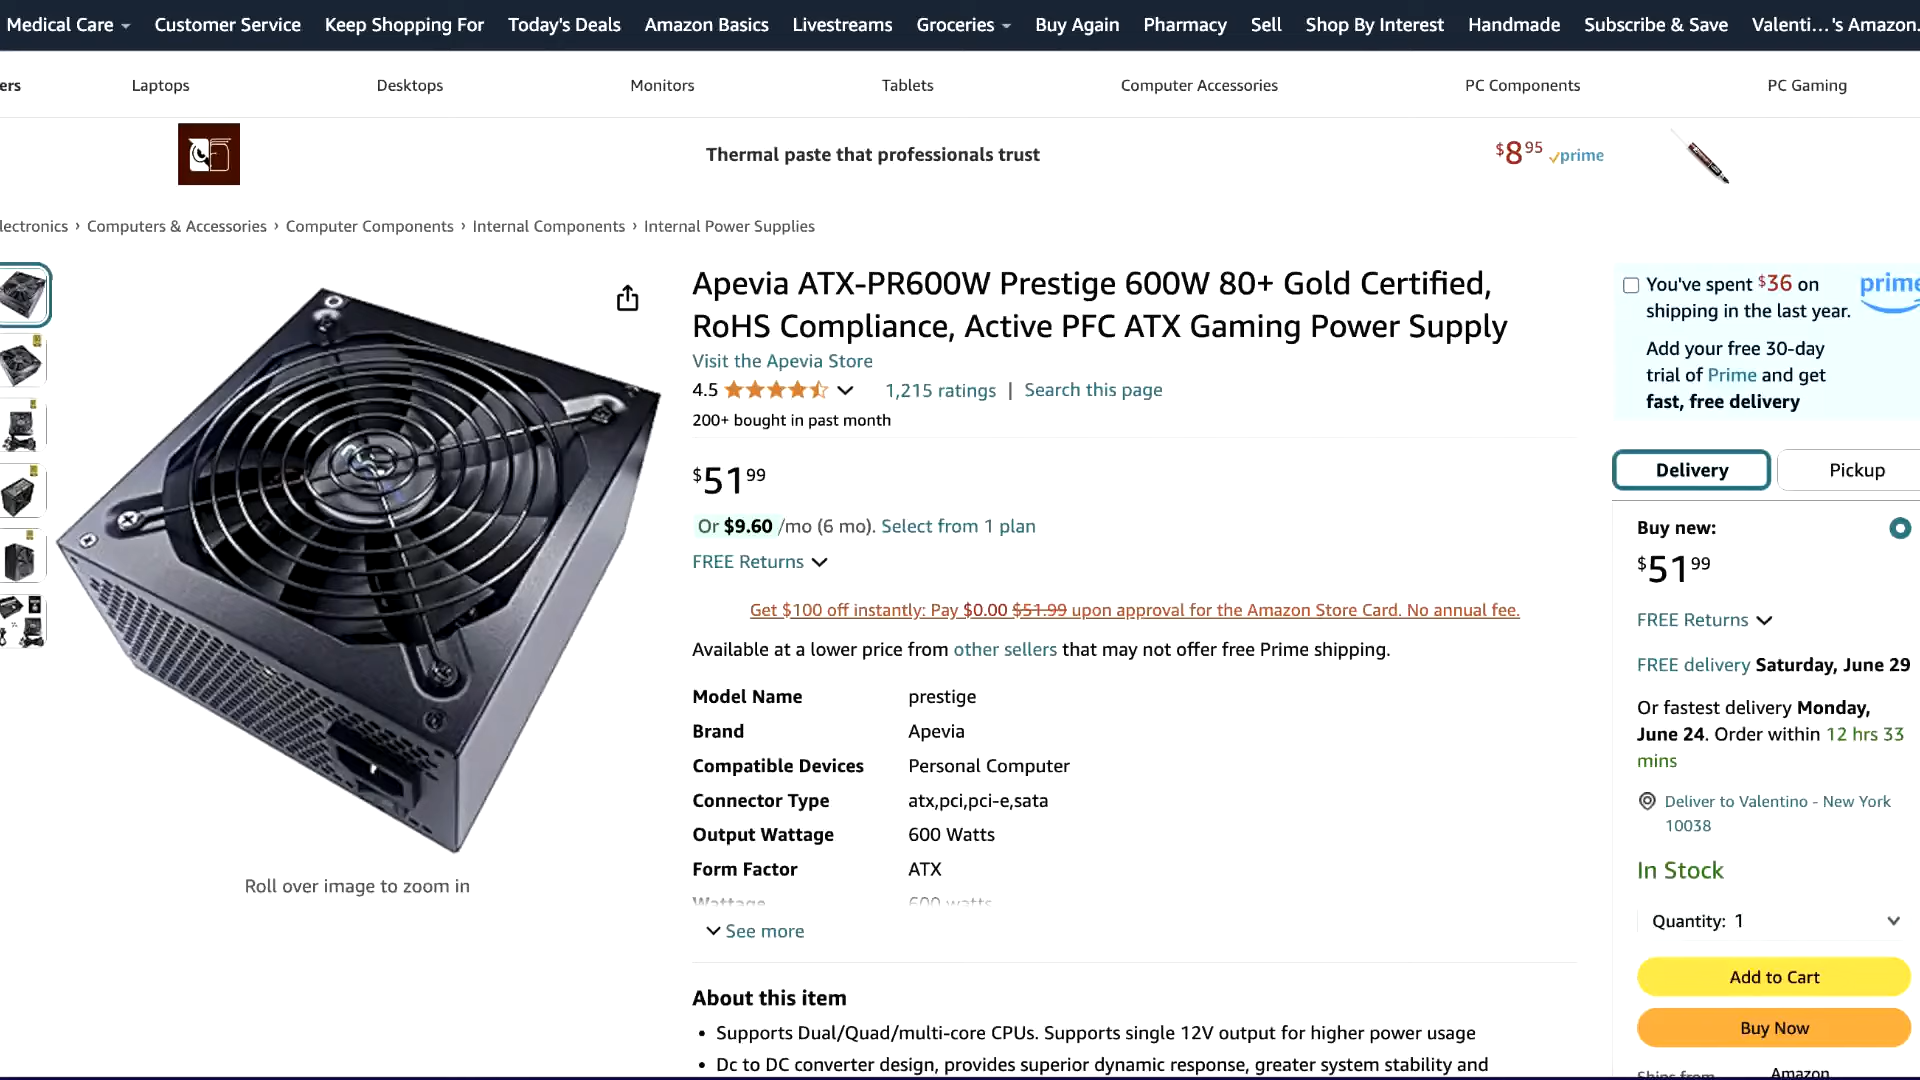 Medical Care Customer Service Keep Shopping For Today's Deals Amazon Basics Livestreams Groceries Buy Again Pharmacy Sell Shop By Interest Handmade Subscribe & Save Valenti...'s Amazon.
ers Laptops Desktops Monitors Tablets Computer Accessories PC Components PC Gaming
Thermal paste that professionals trust
$8 95 prime
lectronics › Computers & Accessories › Computer Components › Internal Components › Internal Power Supplies
Apevia ATX-PR600W Prestige 600W 80+ Gold Certified,
RoHS Compliance, Active PFC ATX Gaming Power Supply
Visit the Apevia Store
4.5 1,215 ratings | Search this page
200+ bought in past month
$51 99
Or $9.60 /mo (6 mo). Select from 1 plan
FREE Returns
Get $100 off instantly: Pay $0.00 $51.99 upon approval for the Amazon Store Card. No annual fee.
Available at a lower price from other sellers that may not offer free Prime shipping.
Model Name prestige
Brand Apevia
Compatible Devices Personal Computer
Connector Type atx,pci,pci-e,sata
Output Wattage 600 Watts
Form Factor ATX
Wattage 600 watts
See more
About this item
• Supports Dual/Quad/multi-core CPUs. Supports single 12V output for higher power usage
• Dc to DC converter design, provides superior dynamic response, greater system stability and
Roll over image to zoom in
You've spent $36 on
shipping in the last year.
prime
Add your free 30-day
trial of Prime and get
fast, free delivery
Delivery Pickup
Buy new:
$51 99
FREE Returns
FREE delivery Saturday, June 29
Or fastest delivery Monday,
June 24. Order within 12 hrs 33
mins
Deliver to Valentino - New York
10038
In Stock
Quantity: 1
Add to Cart
Buy Now
Ships from Amazon